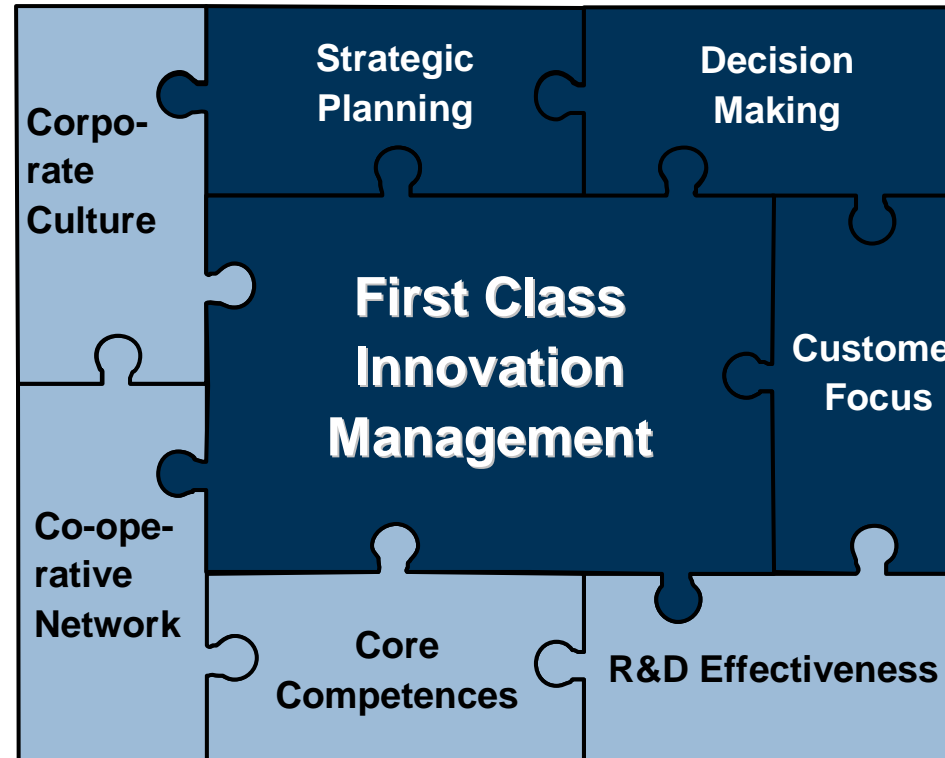 Strategic
Planning
Decision
Making
Corpo-
rate
Culture
First Class
Innovation
Management
Custome
Focus
Co-ope-
rative
Network
Core
Competences
R&D Effectiveness